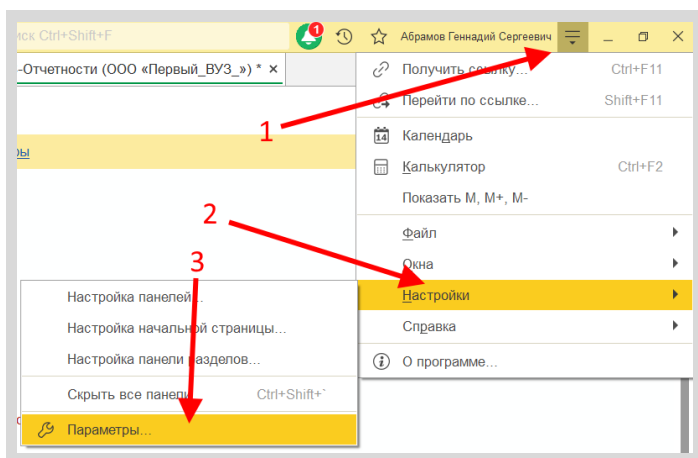 иск Ctrl+Shift+F 1 Абрамов Геннадий Сергеевич
-Отчетности (ООО «Первый_ВУЗ_») * ×
Получить ссылку... Ctrl+F11
Перейти по ссылке... Shift+F11
1
14 Календарь
ры
Калькулятор Ctrl+F2
Показать M, M+, M-
2
Файл
3
Окна
Настройка панелей...
Настройки
Настройка начальной страницы...
Справка
Настройка панели разделов...
О программе...
Скрыть все панели Ctrl+Shift+`
Параметры...